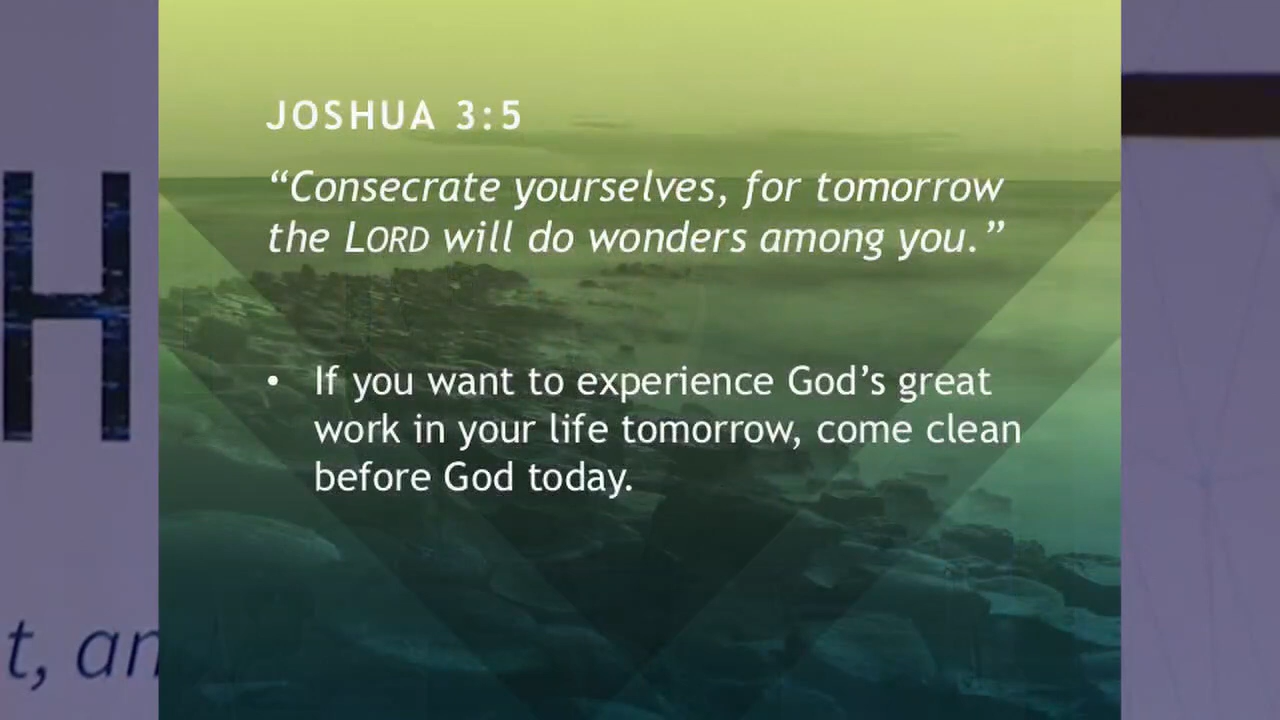 JOSHUA 3:5
“Consecrate yourselves, for tomorrow
the LORD will do wonders among you.”
• If you want to experience God’s great
work in your life tomorrow, come clean
before God today.
H
t, an